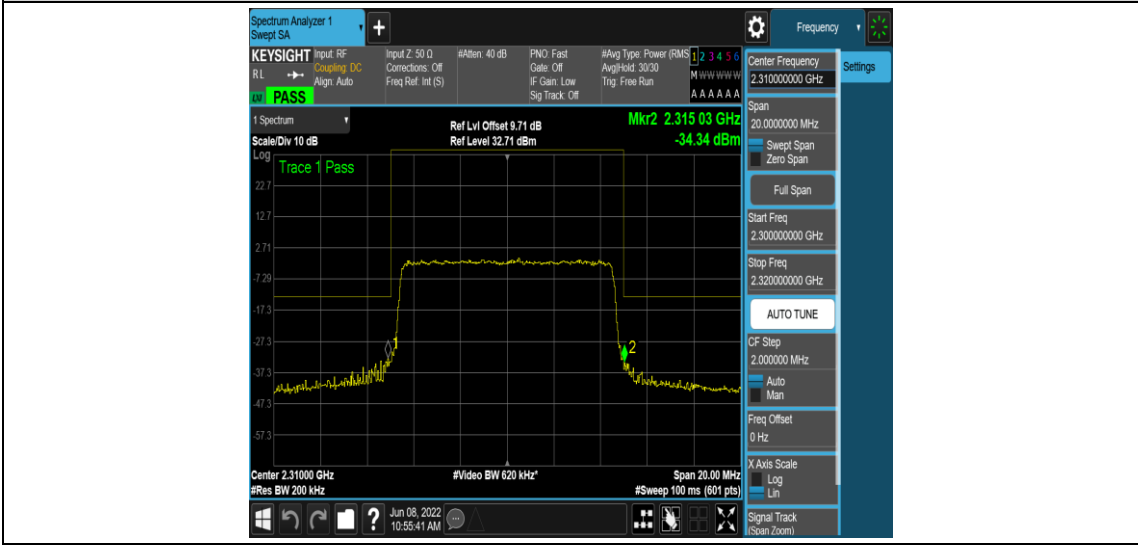 Spectrum Analyzer 1
Swept SA
+
Frequency
KEYSIGHT
RL
LM
PASS
Input: RF
Coupling: DC
Align: Auto
Input Z: 50 Ω
Corrections: Off
Freq Ref: Int (S)
#Atten: 40 dB
PNO: Fast
Gate: Off
IF Gain: Low
Sig Track: Off
#Avg Type: Power (RMS
Avg|Hold: 30/30
Trig: Free Run
1 2 3 4 5 6
M W W W W W
A A A A A A
1 Spectrum
Scale/Div 10 dB
Ref Lvl Offset 9.71 dB
Ref Level 32.71 dBm
Mkr2 2.315 03 GHz
-34.34 dBm
Log
Trace 1 Pass
22.7
12.7
2.71
-7.29
-17.3
-27.3
-37.3
-47.3
-57.3
1
2
Center 2.31000 GHz
#Res BW 200 kHz
#Video BW 620 kHz*
Span 20.00 MHz
#Sweep 100 ms (601 pts)
?
Jun 08, 2022
10:55:41 AM
Center Frequency
2.310000000 GHz
Span
20.0000000 MHz
Swept Span
Zero Span
Full Span
Start Freq
2.300000000 GHz
Stop Freq
2.320000000 GHz
AUTO TUNE
CF Step
2.000000 MHz
Auto
Man
Freq Offset
0 Hz
X Axis Scale
Log
Lin
Signal Track
(Span Zoom)
Settings